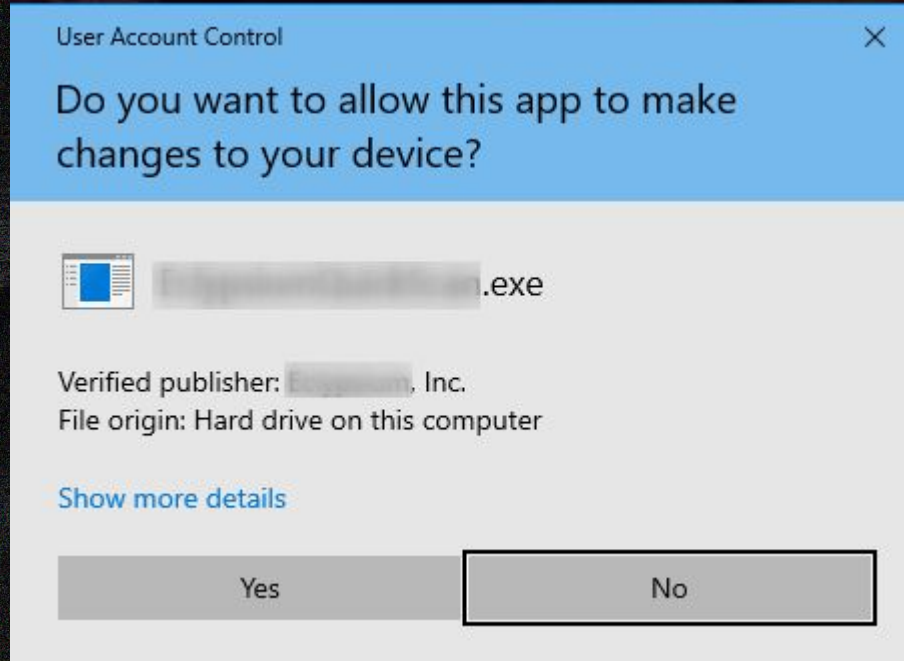 User Account Control
Do you want to allow this app to make
changes to your device?
.exe
Verified publisher: , Inc.
File origin: Hard drive on this computer
Show more details
Yes
No